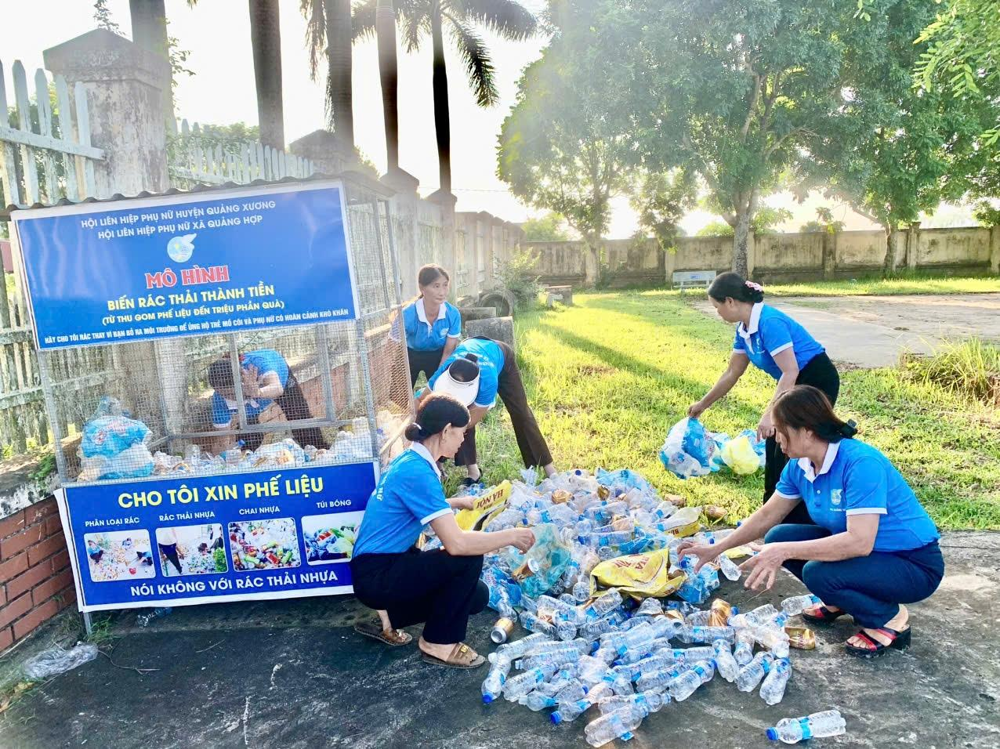 HỘI LIÊN HIỆP PHỤ NỮ HUYỆN QUẢNG XƯƠNG
HỘI LIÊN HIỆP PHỤ NỮ XÃ QUẢNG HỢP
MÔ HÌNH
BIẾN RÁC THẢI THÀNH TIỀN
(TỪ THU GOM PHẾ LIỆU ĐẾN TRIỆU PHẦN QUÀ)
HÃY CHO TÔI RÁC THAY VÌ BẠN BỎ RA MÔI TRƯỜNG ĐỂ ỦNG HỘ TRẺ MỒ CÔI VÀ PHỤ NỮ CÓ HOÀN CẢNH KHÓ KHĂN
CHO TÔI XIN PHẾ LIỆU
PHÂN LOẠI RÁC
RÁC THẢI NHỰA
CHAI NHỰA
TÚI BÓNG
NÓI KHÔNG VỚI RÁC THẢI NHỰA